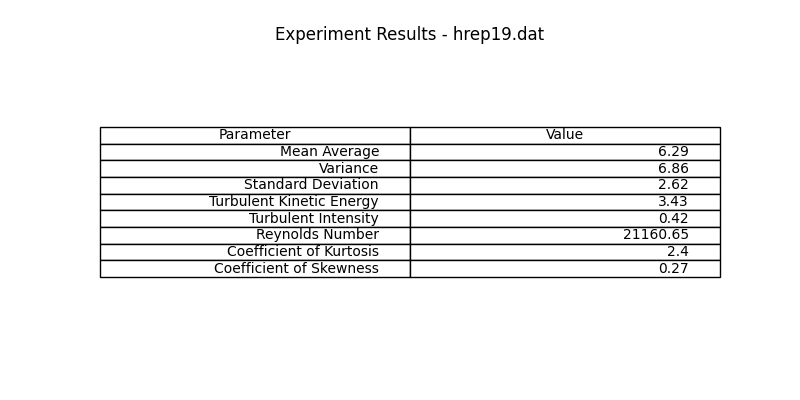 Experiment Results - hrep19.dat
Parameter Value
Mean Average 6.29
Variance 6.86
Standard Deviation 2.62
Turbulent Kinetic Energy 3.43
Turbulent Intensity 0.42
Reynolds Number 21160.65
Coefficient of Kurtosis 2.4
Coefficient of Skewness 0.27